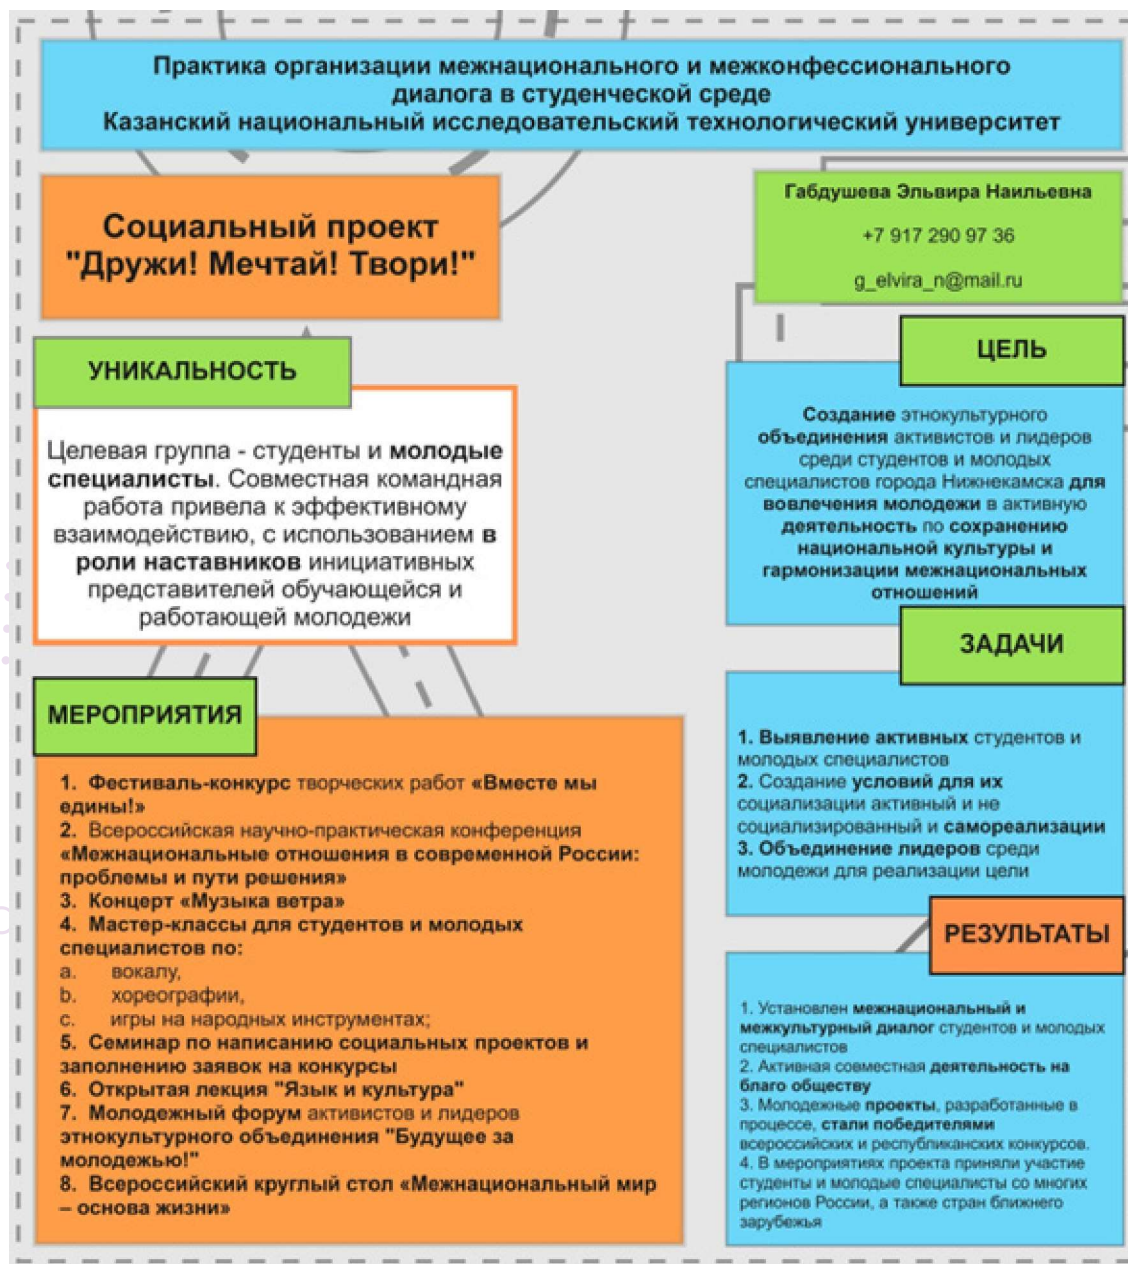 Практика организации межнационального и межконфессионального
диалога в студенческой среде
Казанский национальный исследовательский технологический университет
Социальный проект
"Дружи! Мечтай! Твори!"
Габдушева Эльвира Наильевна
+7 917 290 97 36
g_elvira_n@mail.ru
УНИКАЛЬНОСТЬ
Целевая группа - студенты и молодые
специалисты. Совместная командная
работа привела к эффективному
взаимодействию, с использованием в
роли наставников инициативных
представителей обучающейся и
работающей молодежи
ЦЕЛЬ
Создание этнокультурного
объединения активистов и лидеров
среди студентов и молодых
специалистов города Нижнекамска для
вовлечения молодежи в активную
деятельность по сохранению
национальной культуры и
гармонизации межнациональных
отношений
МЕРОПРИЯТИЯ
1. Фестиваль-конкурс творческих работ «Вместе мы
едины!»
2. Всероссийская научно-практическая конференция
«Межнациональные отношения в современной России:
проблемы и пути решения»
3. Концерт «Музыка ветра»
4. Мастер-классы для студентов и молодых
специалистов по:
a. вокалу,
b. хореографии,
c. игры на народных инструментах;
5. Семинар по написанию социальных проектов и
заполнению заявок на конкурсы
6. Открытая лекция "Язык и культура"
7. Молодежный форум активистов и лидеров
этнокультурного объединения "Будущее за
молодежью!"
8. Всероссийский круглый стол «Межнациональный мир
– основа жизни»
ЗАДАЧИ
1. Выявление активных студентов и
молодых специалистов
2. Создание условий для их
социализации активный и не
социализированный и самореализации
3. Объединение лидеров среди
молодежи для реализации цели
РЕЗУЛЬТАТЫ
1. Установлен межнациональный и
межкультурный диалог студентов и молодых
специалистов
2. Активная совместная деятельность на
благо обществу
3. Молодежные проекты, разработанные в
процессе, стали победителями
всероссийских и республиканских конкурсов.
4. В мероприятиях проекта приняли участие
студенты и молодые специалисты со многих
регионов России, а также стран ближнего
зарубежья